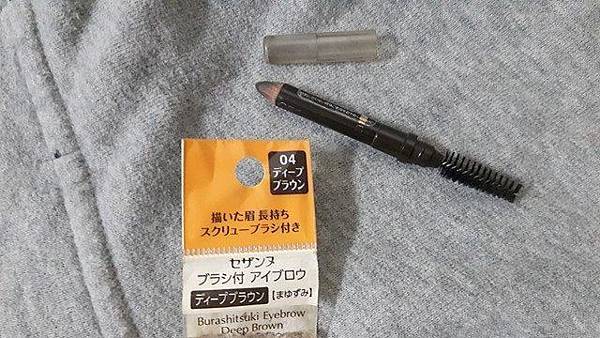 04
ディープ
ブラウン
描いた眉 長持ち
スクリューブラシ付き
セザンヌ
ブラシ付 アイブロウ
ディープブラウン 【まゆずみ】
Burashitsuki Eyebrow
Deep Brown